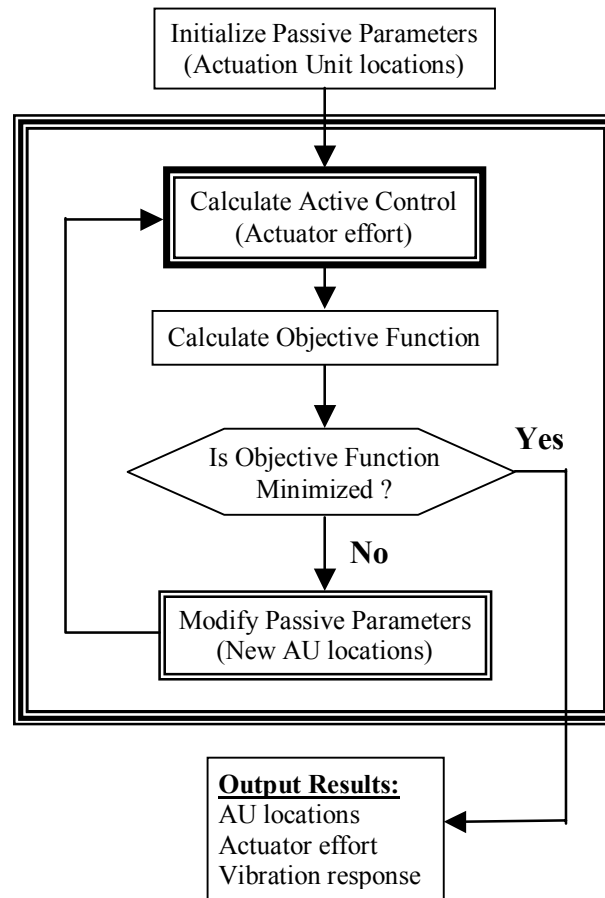 Initialize Passive Parameters
(Actuation Unit locations)
Calculate Active Control
(Actuator effort)
Calculate Objective Function
Is Objective Function
Minimized ?
Yes
No
Modify Passive Parameters
(New AU locations)
Output Results:
AU locations
Actuator effort
Vibration response